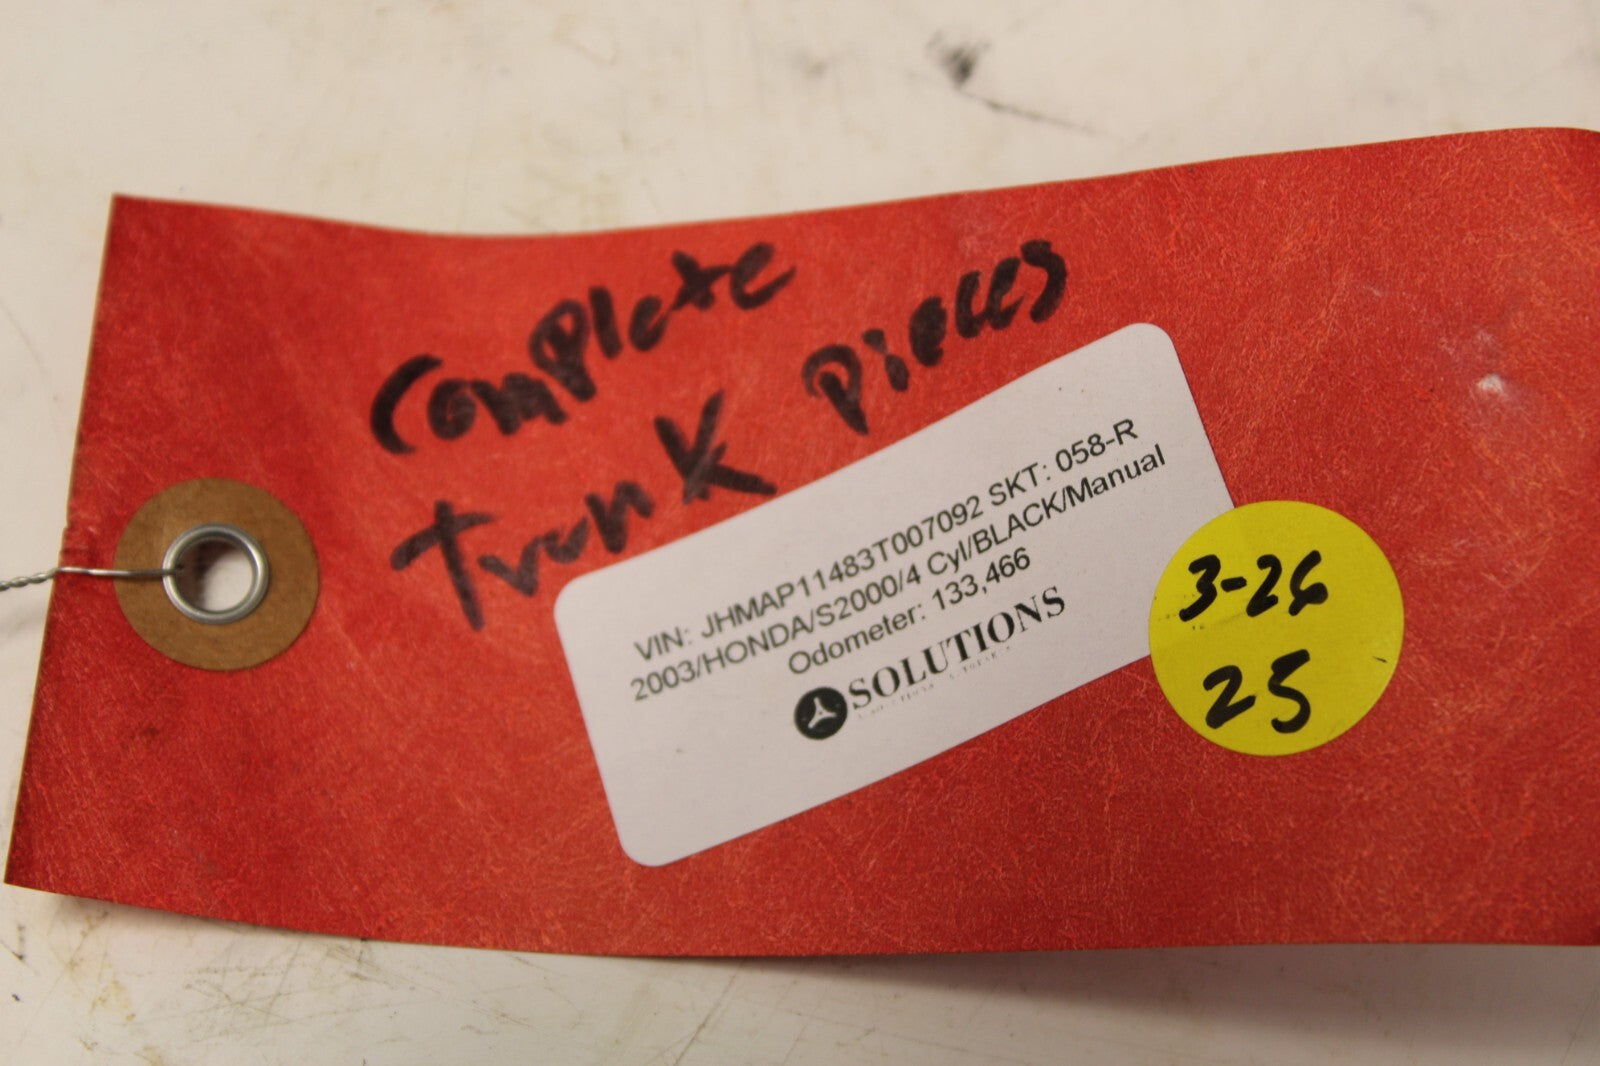 Complete
Trunk Pieces
VIN: JHMAP11483T007092 SKT: 058-R
2003/HONDA/S2000/4 Cyl/BLACK/Manual
Odometer: 133,466
SOLUTIONS
3-26
25